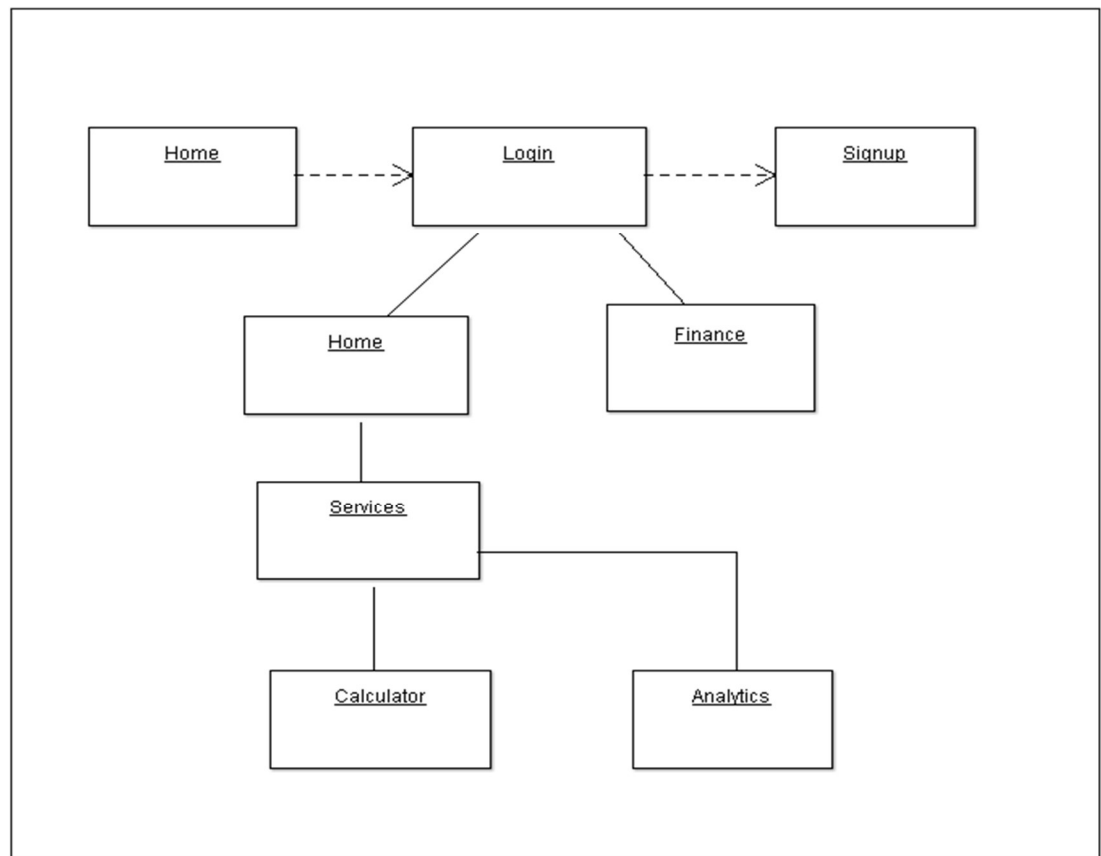 Home
Login
Signup
Home
Finance
Services
Calculator
Analytics